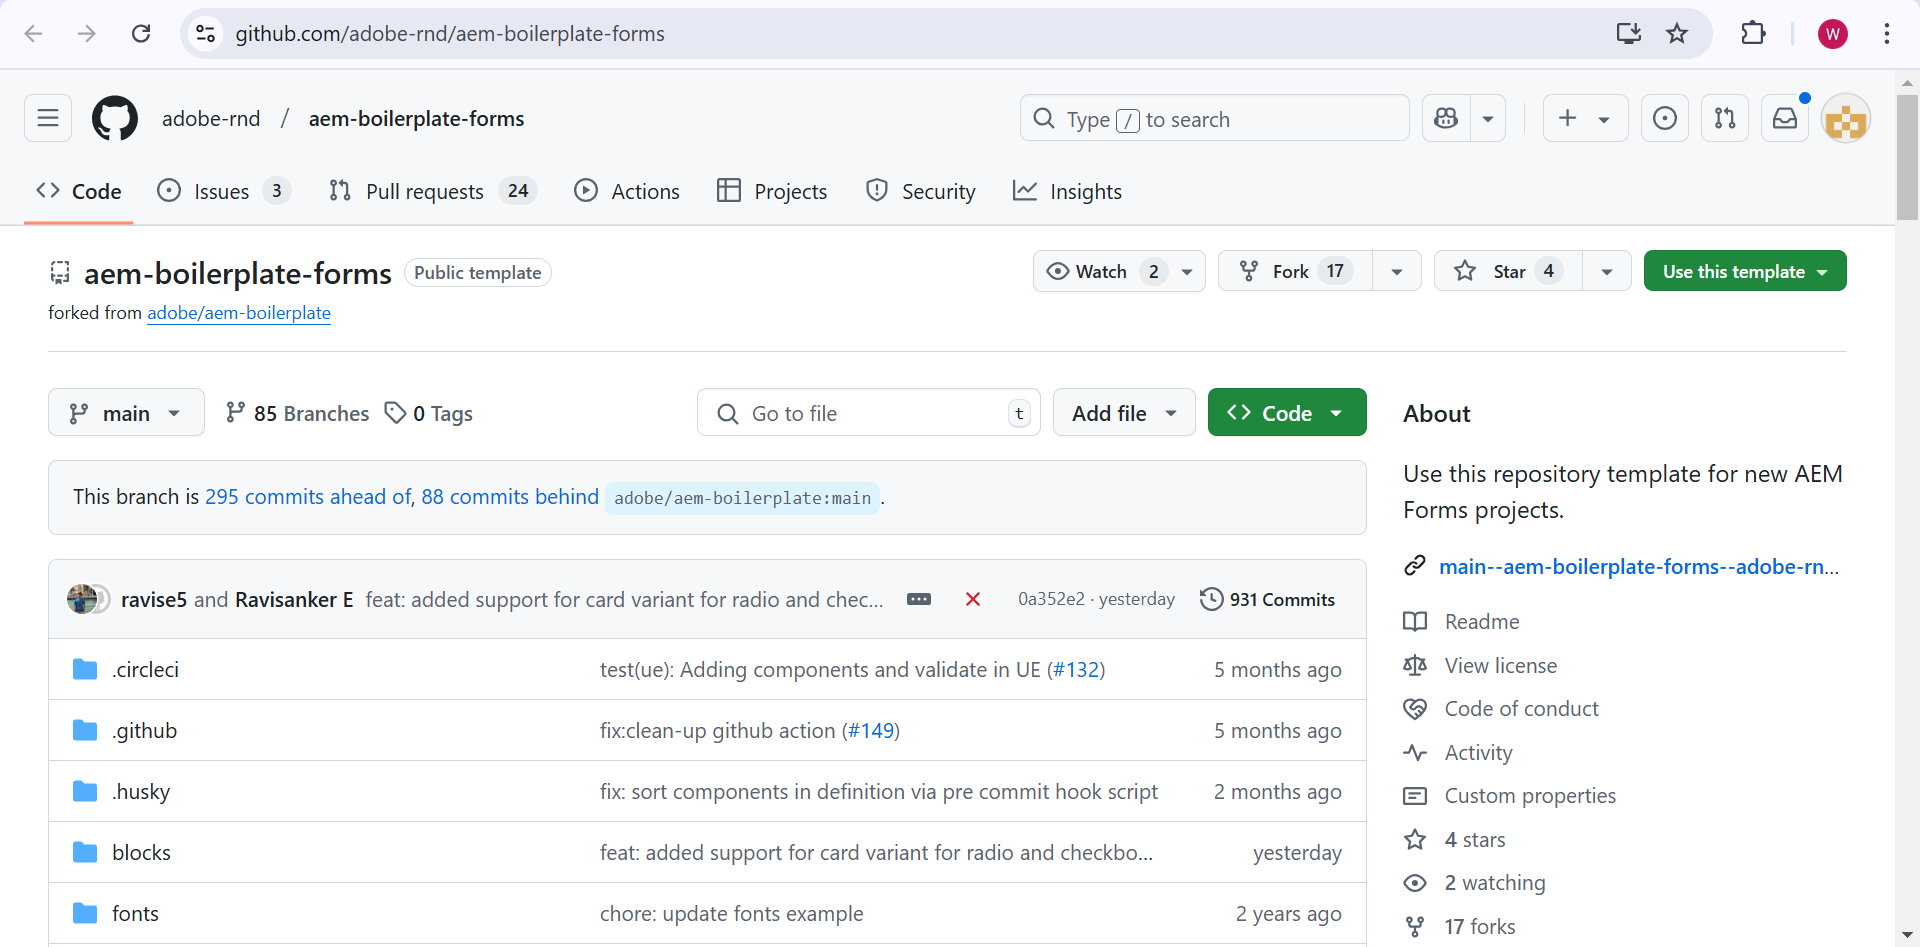 github.com/adobe-rnd/aem-boilerplate-forms
W
adobe-rnd / aem-boilerplate-forms
Type / to search
Code
Issues 3
Pull requests 24
Actions
Projects
Security
Insights
aem-boilerplate-forms Public template
forked from adobe/aem-boilerplate
Watch 2
Fork 17
Star 4
Use this template
main
85 Branches
0 Tags
Go to file t
Add file
Code
This branch is 295 commits ahead of, 88 commits behind adobe/aem-boilerplate:main .
ravise5 and Ravisanker E feat: added support for card variant for radio and chec... 0a352e2 · yesterday 931 Commits
.circleci test(ue): Adding components and validate in UE (#132) 5 months ago
.github fix:clean-up github action (#149) 5 months ago
.husky fix: sort components in definition via pre commit hook script 2 months ago
blocks feat: added support for card variant for radio and checkbo... yesterday
fonts chore: update fonts example 2 years ago
About
Use this repository template for new AEM
Forms projects.
main--aem-boilerplate-forms--adobe-rn...
Readme
View license
Code of conduct
Activity
Custom properties
4 stars
2 watching
17 forks